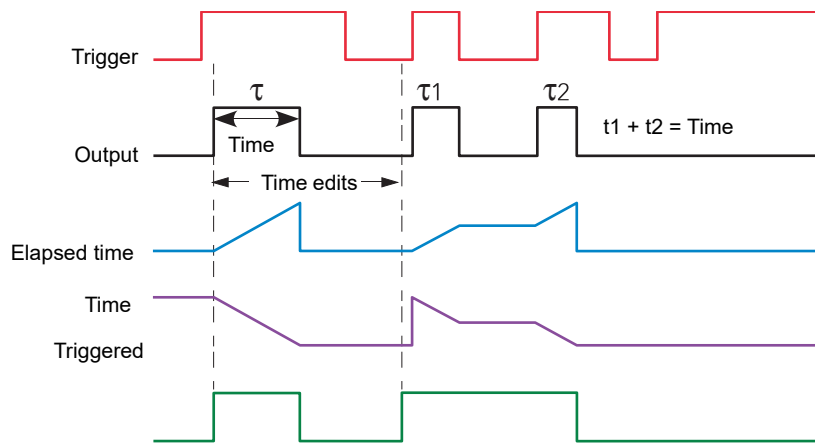 Trigger
τ
τ1
τ2
Time
t1 + t2 = Time
Output
Time edits
Elapsed time
Time
Triggered